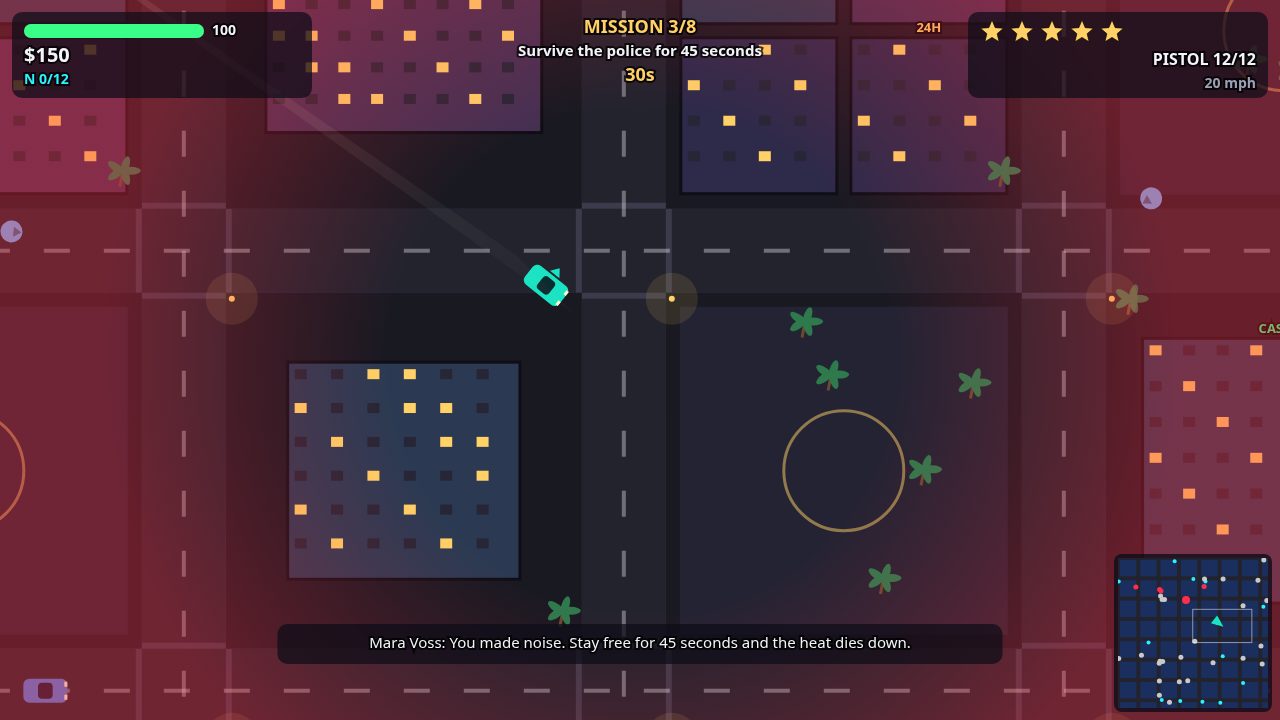 100
$150
N 0/12
MISSION 3/8
Survive the police for 45 seconds
30s
24H
PISTOL 12/12
20 mph
Mara Voss: You made noise. Stay free for 45 seconds and the heat dies down.